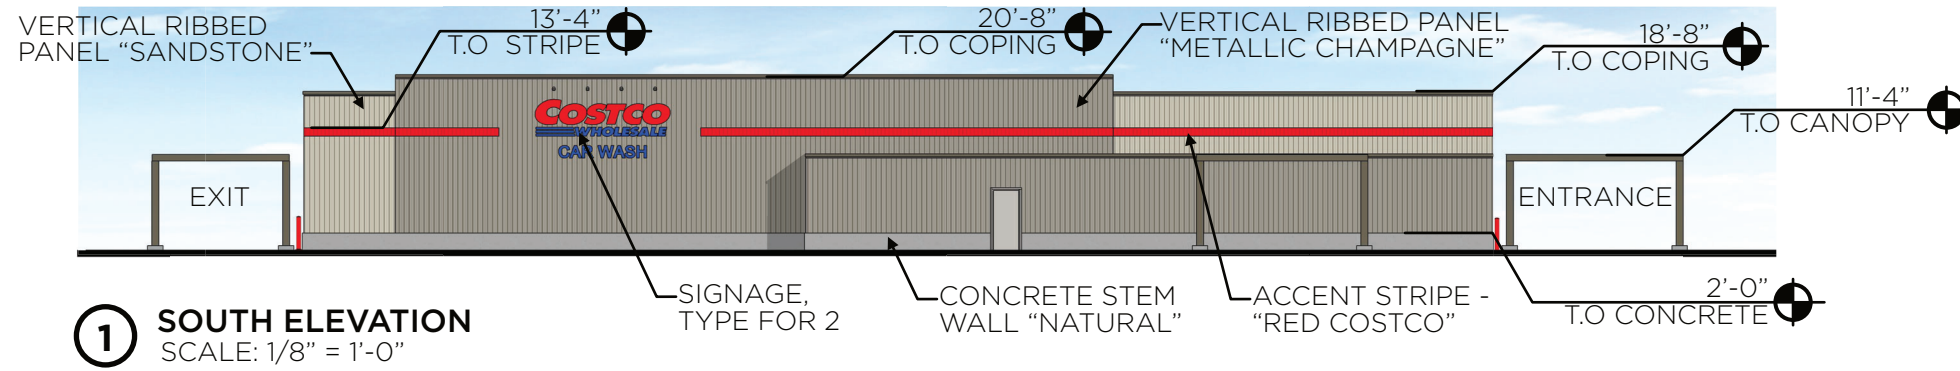 VERTICAL RIBBED
PANEL “SANDSTONE”
13’-4”
T.O STRIPE
20’-8”
T.O COPING
VERTICAL RIBBED PANEL
“METALLIC CHAMPAGNE”
18’-8”
T.O COPING
11’-4”
T.O CANOPY
COSTCO
WHOLESALE
CAR WASH
EXIT
ENTRANCE
SIGNAGE,
TYPE FOR 2
CONCRETE STEM
WALL “NATURAL”
ACCENT STRIPE -
“RED COSTCO”
2’-0”
T.O CONCRETE
1
SOUTH ELEVATION
SCALE: 1/8” = 1’-0”